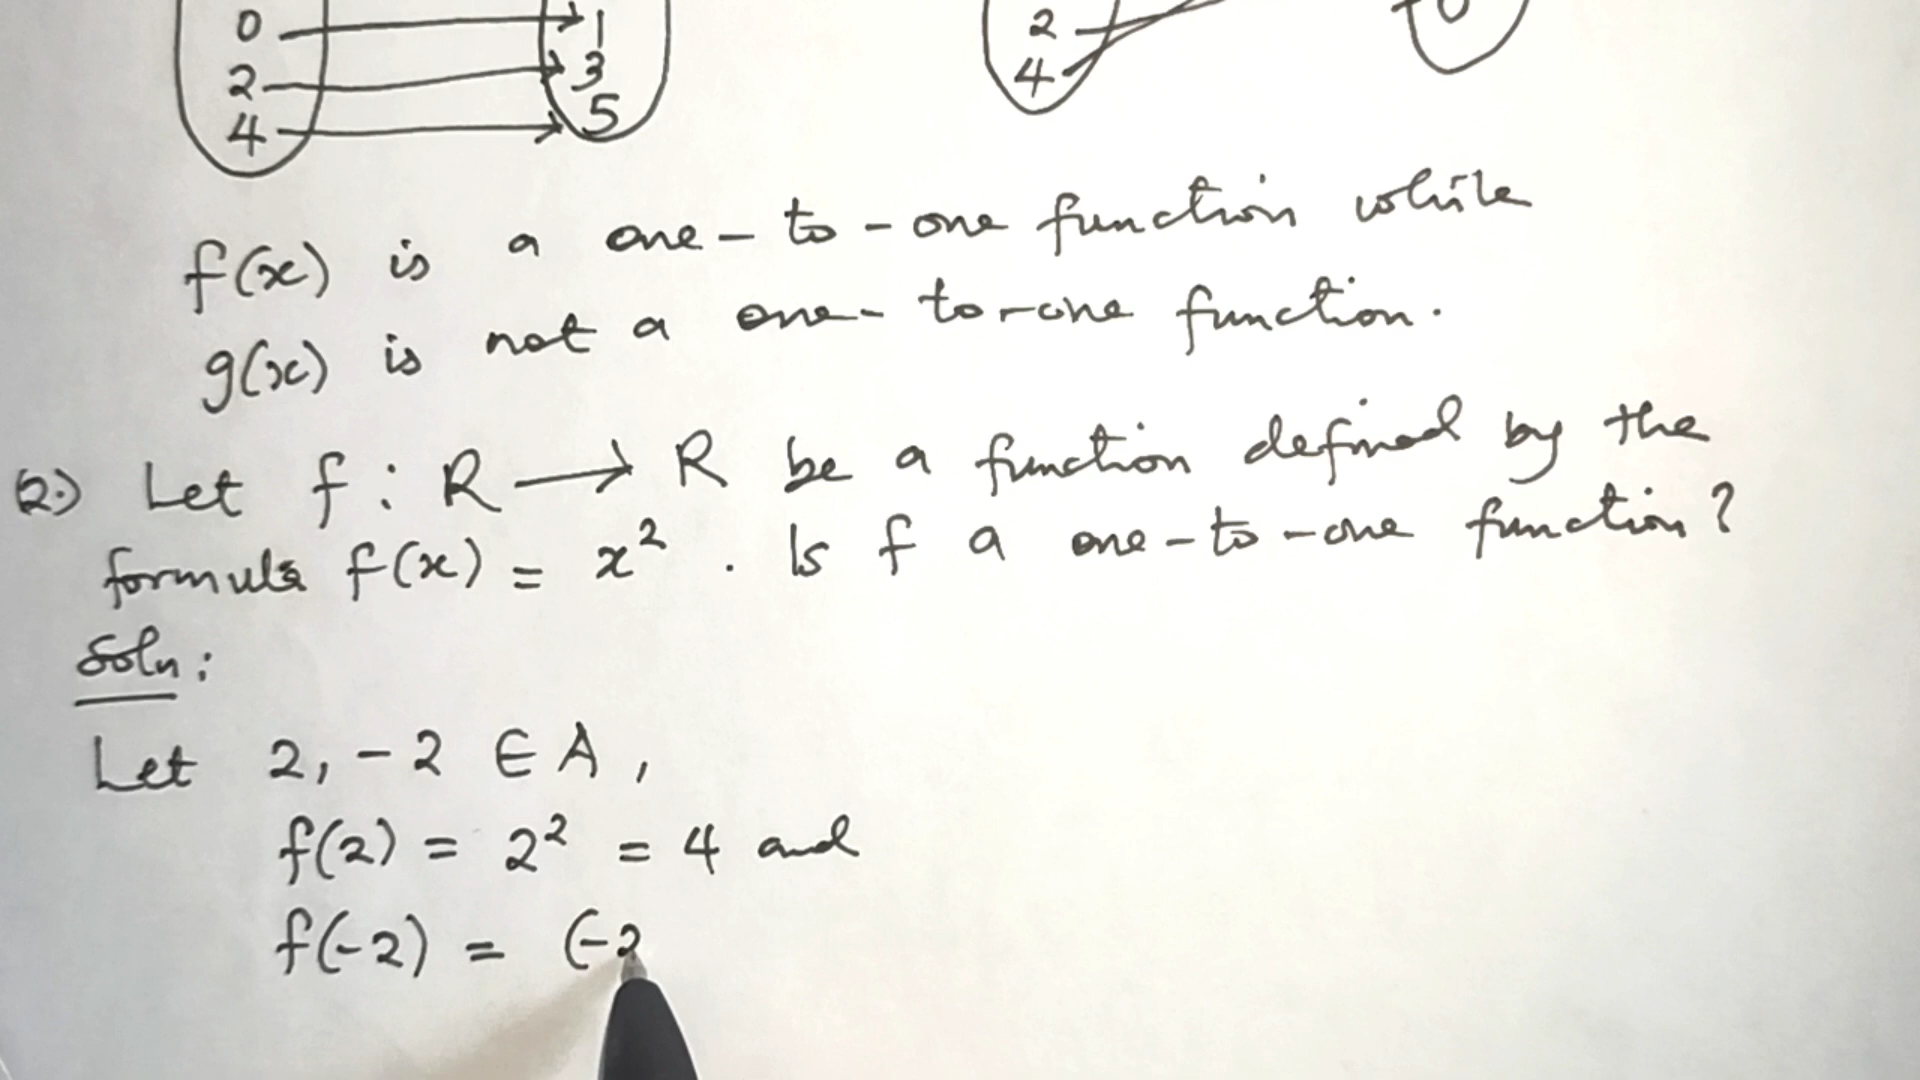 0 1 2
2 3 4
4 5
f(x) is a one-to-one function while
g(x) is not a one-to-one function.
(2.) Let f : R → R be a function defined by the
formula f(x) = x². Is f a one-to-one function?
Soln:
Let 2, -2 ∈ A,
f(2) = 2² = 4 and
f(-2) = (-2